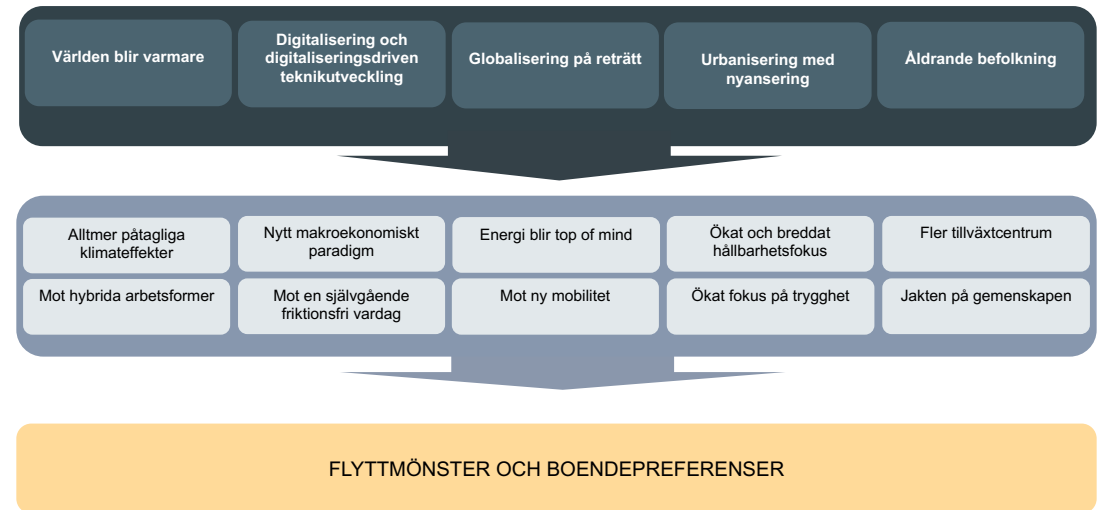 Världen blir varmare
Digitalisering och
digitaliseringsdriven
teknikutveckling
Globalisering på reträtt
Urbanisering med
nyansering
Åldrande befolkning
Alltmer påtagliga
klimateffekter
Nytt makroekonomiskt
paradigm
Energi blir top of mind
Ökat och breddat
hållbarhetsfokus
Fler tillväxtcentrum
Mot hybrida arbetsformer
Mot en självgående
friktionsfri vardag
Mot ny mobilitet
Ökat fokus på trygghet
Jakten på gemenskapen
FLYTTMÖNSTER OCH BOENDEPREFERENSER